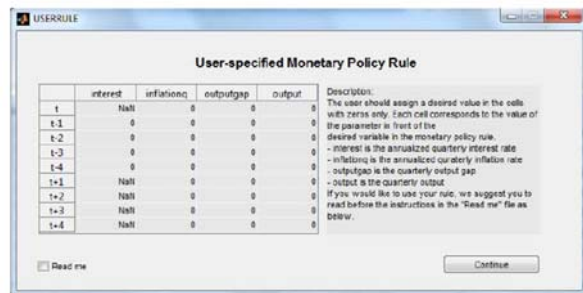 USERRULE
User-specified Monetary Policy Rule
interest inflationq outputgap output
t NaN 0 0 0
t-1 0 0 0 0
t-2 0 0 0 0
t-3 0 0 0 0
t-4 0 0 0 0
t+1 NaN 0 0 0
t+2 NaN 0 0 0
t+3 NaN 0 0 0
t+4 NaN 0 0 0
Description:
The user should assign a desired value in the cells
with zeros only. Each cell corresponds to the value of
the parameter in front of the
desired variable in the monetary policy rule.
- interest is the annualized quarterly interest rate
- inflationq is the annualized quraterly inflation rate
- outputgap is the quarterly output gap
- output is the quarterly output
If you would like to use your rule, we suggest you to
read before the instructions in the "Read me" file as
below.
Read me
Continue